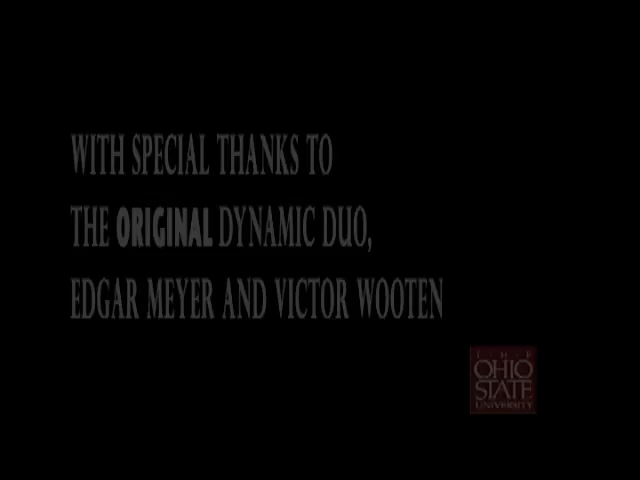 WITH SPECIAL THANKS TO
THE ORIGINAL DYNAMIC DUO,
EDGAR MEYER AND VICTOR WOOTEN
THE
OHIO
STATE
UNIVERSITY